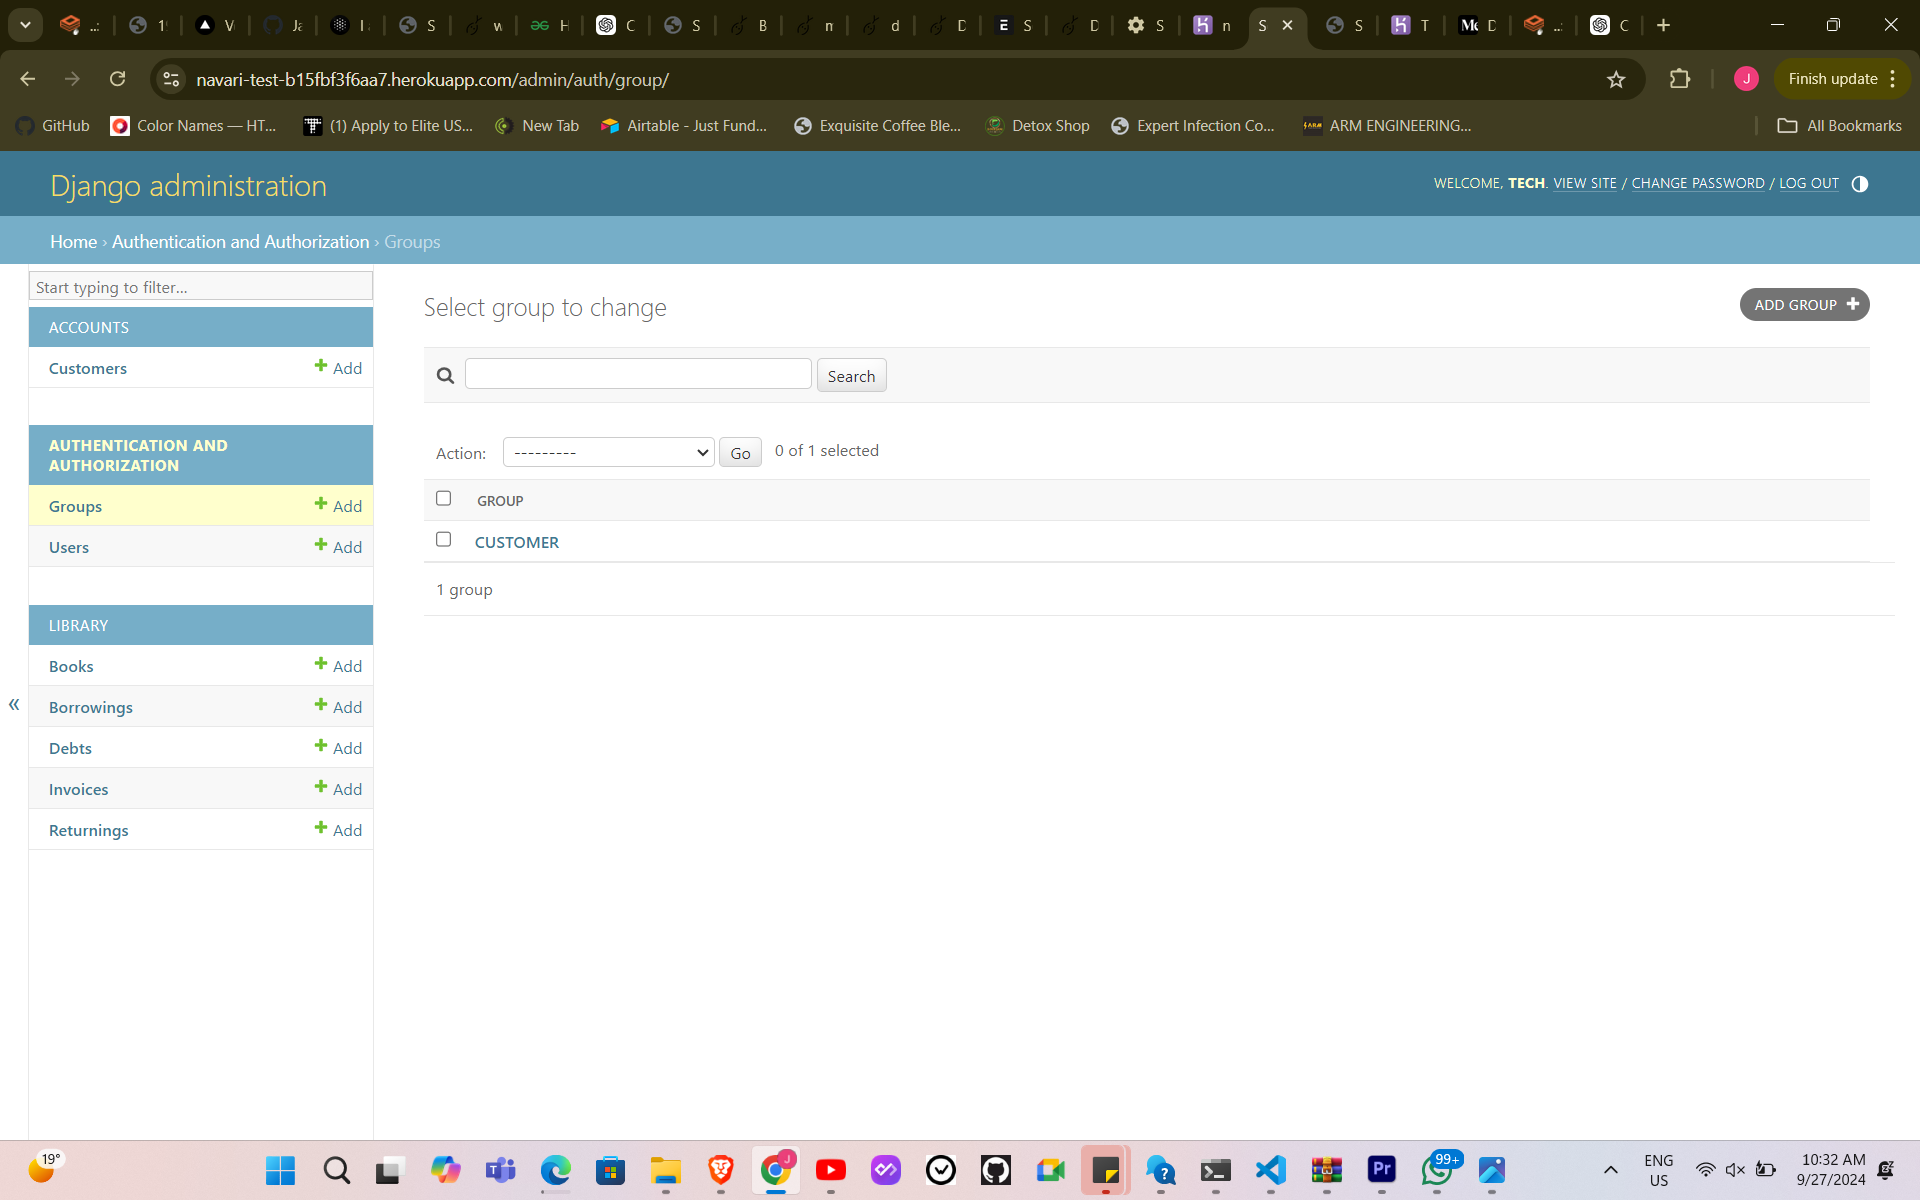 navari-test-b15fbf3f6aa7.herokuapp.com/admin/auth/group/
J
Finish update
GitHub
Color Names — HT...
(1) Apply to Elite US...
New Tab
Airtable - Just Fund...
Exquisite Coffee Ble...
Detox Shop
Expert Infection Co...
ARM ENGINEERING...
All Bookmarks
Django administration
WELCOME, TECH. VIEW SITE / CHANGE PASSWORD / LOG OUT
Home › Authentication and Authorization › Groups
Start typing to filter...
ACCOUNTS
Customers Add
AUTHENTICATION AND
AUTHORIZATION
Groups Add
Users Add
LIBRARY
Books Add
Borrowings Add
Debts Add
Invoices Add
Returnings Add
«
Select group to change
ADD GROUP
Search
Action: --------- Go 0 of 1 selected
GROUP
CUSTOMER
1 group
19°
J
Pr
99+
ENG
US
10:32 AM
9/27/2024